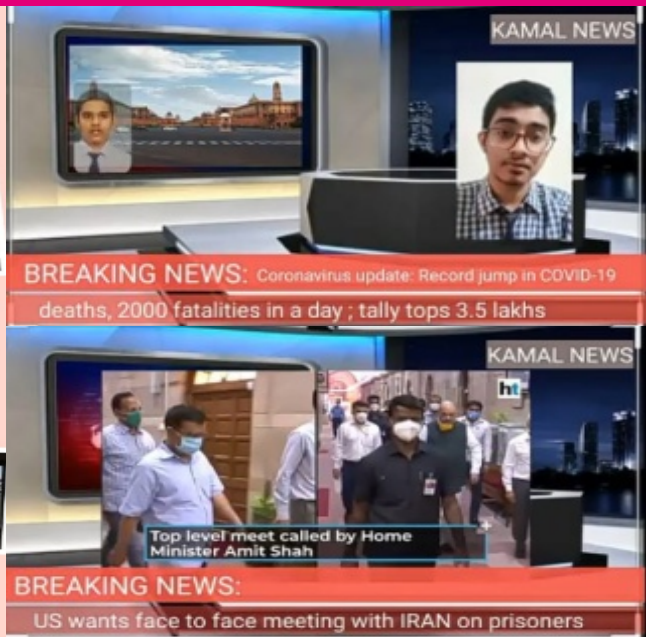 KAMAL NEWS
BREAKING NEWS: Coronavirus update: Record jump in COVID-19
deaths, 2000 fatalities in a day ; tally tops 3.5 lakhs
KAMAL NEWS
ht
Top level meet called by Home
Minister Amit Shah
BREAKING NEWS:
US wants face to face meeting with IRAN on prisoners